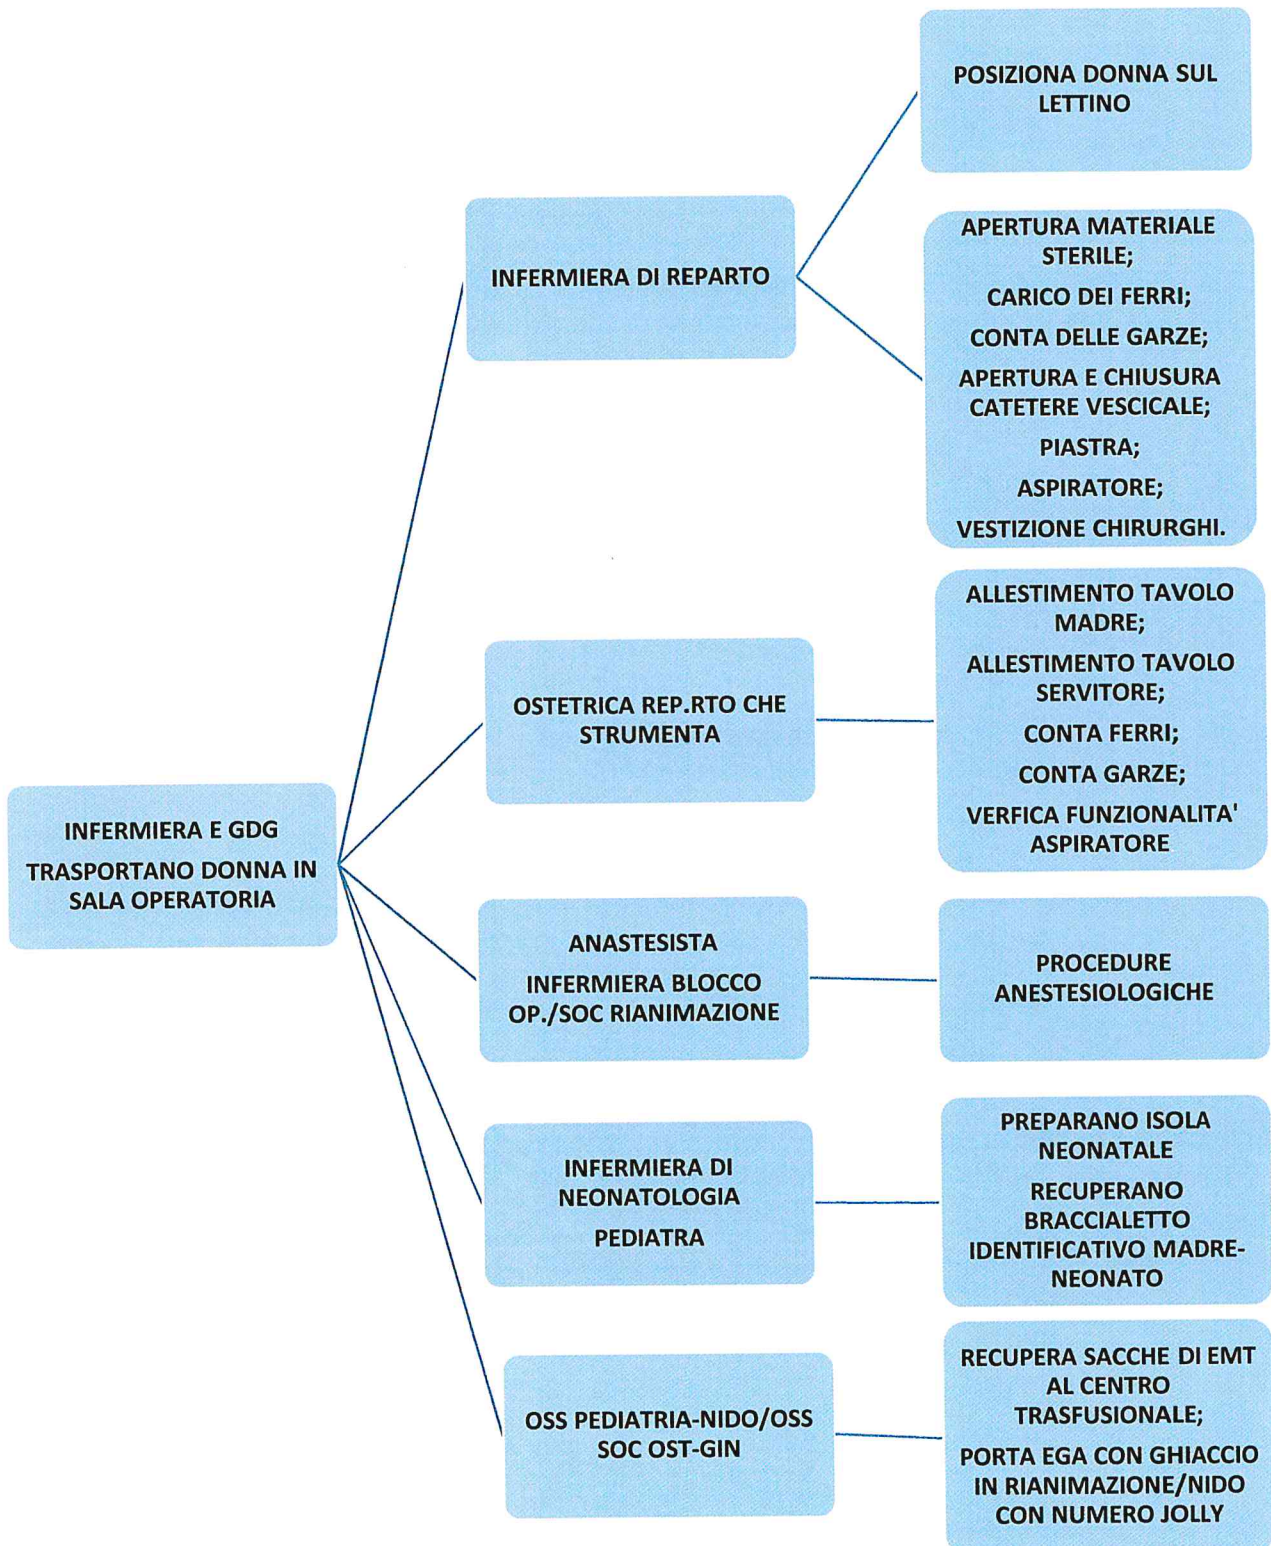 INFERMIERA E GDG
TRASPORTANO DONNA IN
SALA OPERATORIA
INFERMIERA DI REPARTO
POSIZIONA DONNA SUL
LETTINO
APERTURA MATERIALE
STERILE;
CARICO DEI FERRI;
CONTA DELLE GARZE;
APERTURA E CHIUSURA
CATETERE VESCICALE;
PIASTRA;
ASPIRATORE;
VESTIZIONE CHIRURGHI.
OSTETRICA REP.RTO CHE
STRUMENTA
ALLESTIMENTO TAVOLO
MADRE;
ALLESTIMENTO TAVOLO
SERVITORE;
CONTA FERRI;
CONTA GARZE;
VERFICA FUNZIONALITA'
ASPIRATORE
ANASTESISTA
INFERMIERA BLOCCO
OP./SOC RIANIMAZIONE
PROCEDURE
ANESTESIOLOGICHE
INFERMIERA DI
NEONATOLOGIA
PEDIATRA
PREPARANO ISOLA
NEONATALE
RECUPERANO
BRACCIALETTO
IDENTIFICATIVO MADRE-
NEONATO
OSS PEDIATRIA-NIDO/OSS
SOC OST-GIN
RECUPERA SACCHE DI EMT
AL CENTRO
TRASFUSIONALE;
PORTA EGA CON GHIACCIO
IN RIANIMAZIONE/NIDO
CON NUMERO JOLLY